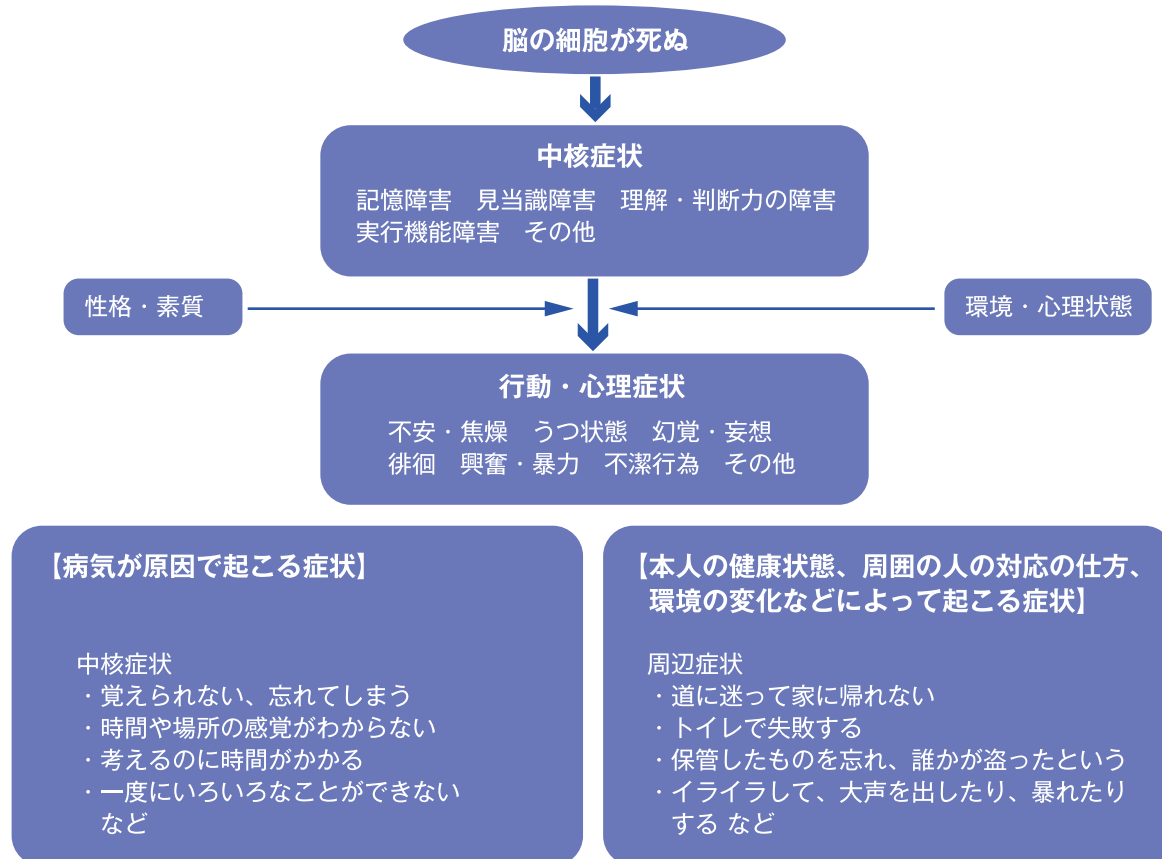 脳の細胞が死ぬ
中核症状
記憶障害　見当識障害　理解・判断力の障害
実行機能障害　その他
性格・素質
環境・心理状態
行動・心理症状
不安・焦燥　うつ状態　幻覚・妄想
徘徊　興奮・暴力　不潔行為　その他
【病気が原因で起こる症状】
中核症状
・覚えられない、忘れてしまう
・時間や場所の感覚がわからない
・考えるのに時間がかかる
・一度にいろいろなことができない
など
【本人の健康状態、周囲の人の対応の仕方、
環境の変化などによって起こる症状】
周辺症状
・道に迷って家に帰れない
・トイレで失敗する
・保管したものを忘れ、誰かが盗ったという
・イライラして、大声を出したり、暴れたり
する など